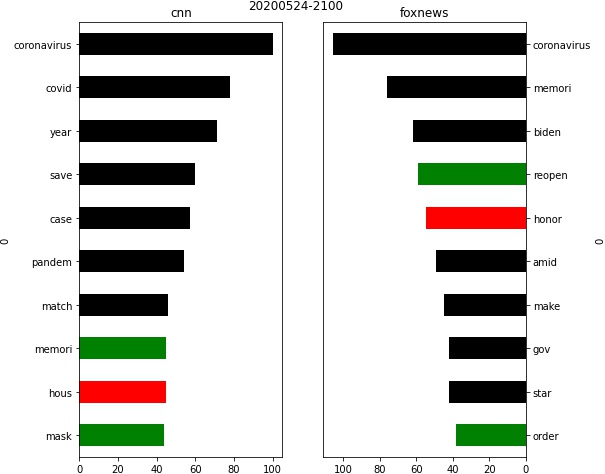 20200524-2100
cnn
foxnews
coronavirus
covid
year
save
case
pandem
match
memori
hous
mask
0
0 20 40 60 80 100
coronavirus
memori
biden
reopen
honor
amid
make
gov
star
order
0
100 80 60 40 20 0